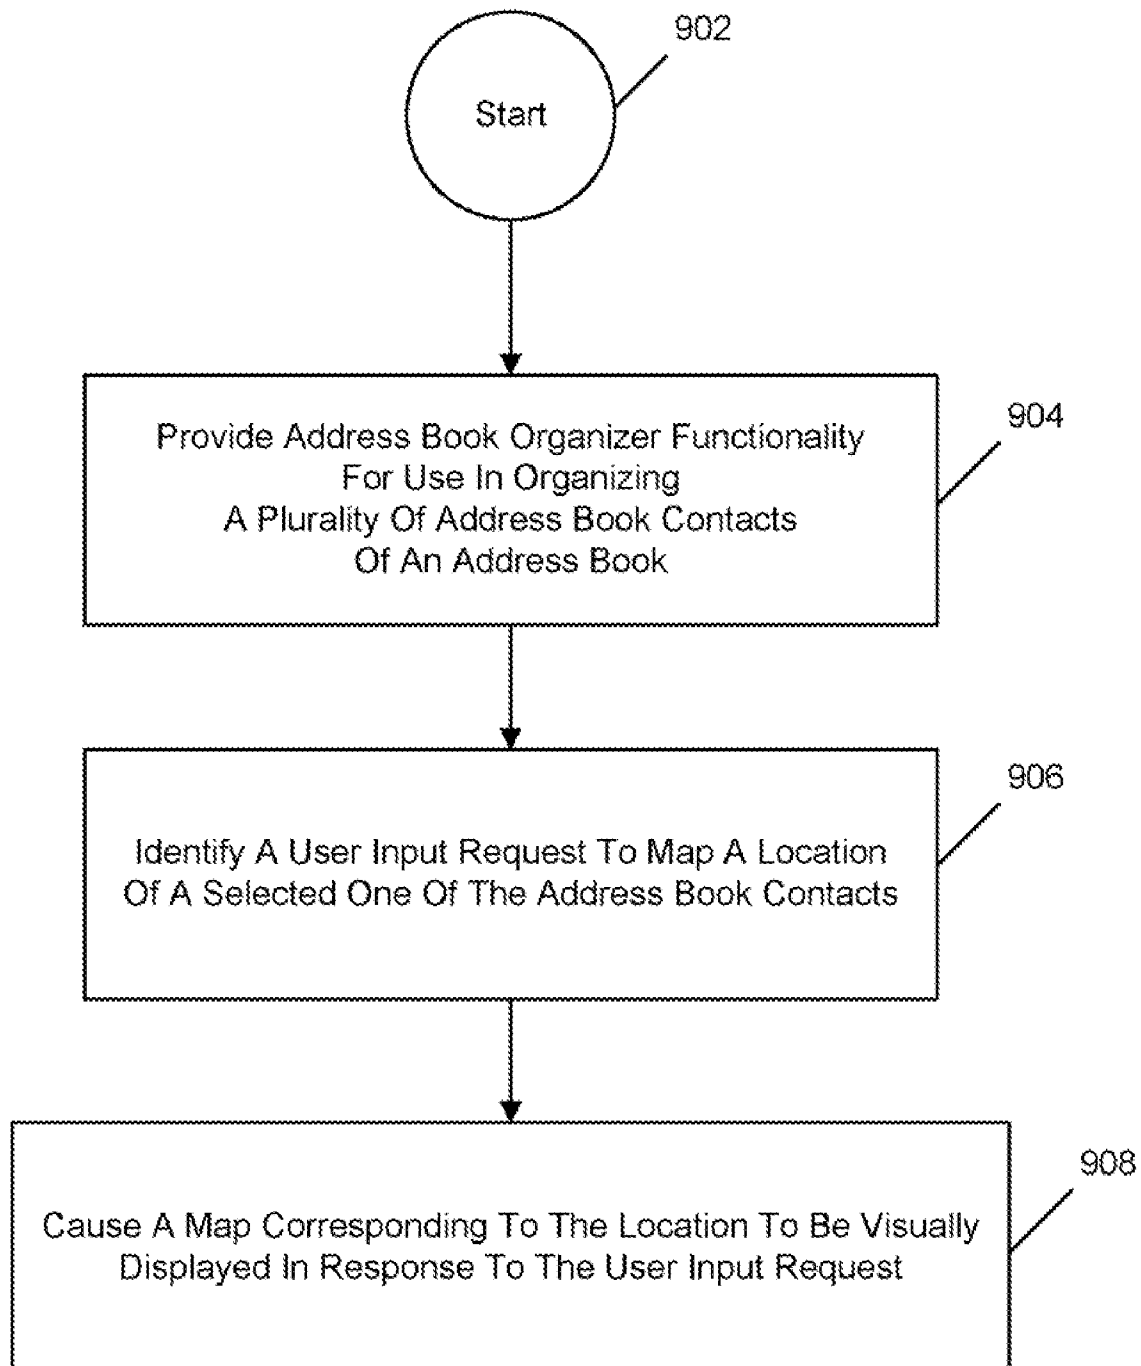 902
Start
904
Provide Address Book Organizer Functionality
For Use In Organizing
A Plurality Of Address Book Contacts
Of An Address Book
906
Identify A User Input Request To Map A Location
Of A Selected One Of The Address Book Contacts
908
Cause A Map Corresponding To The Location To Be Visually
Displayed In Response To The User Input Request